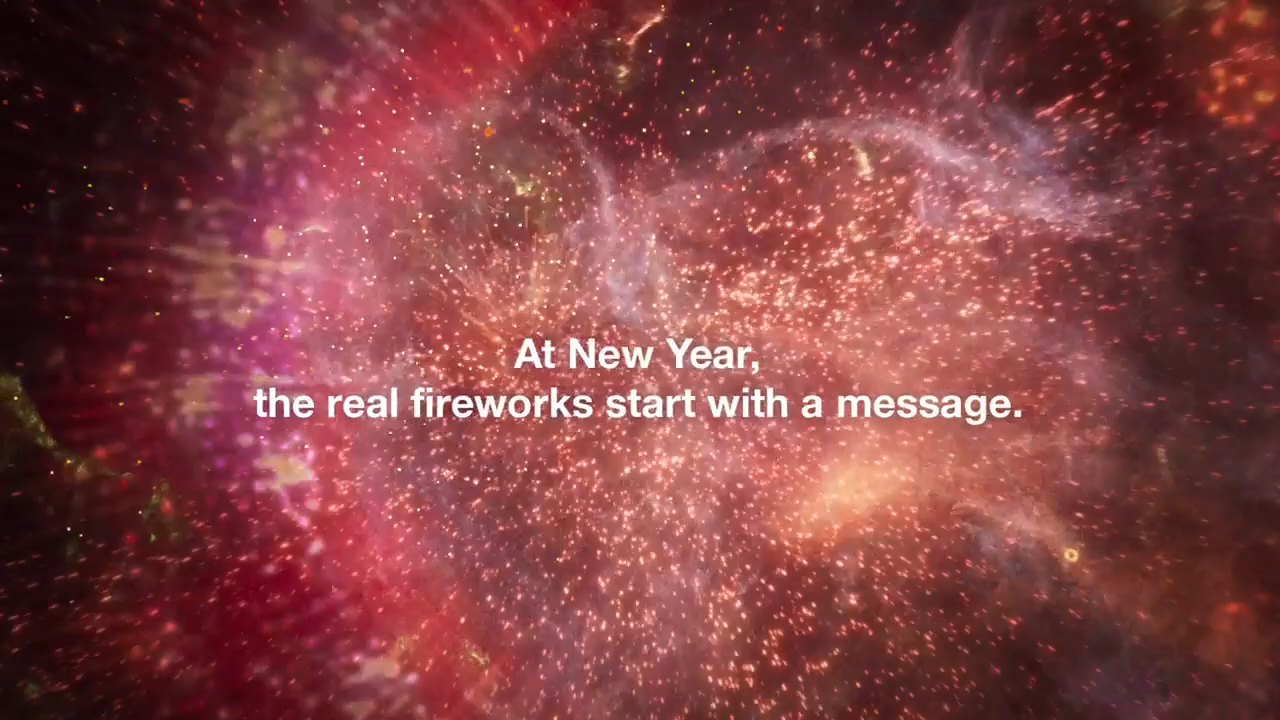 At New Year,
the real fireworks start with a message.